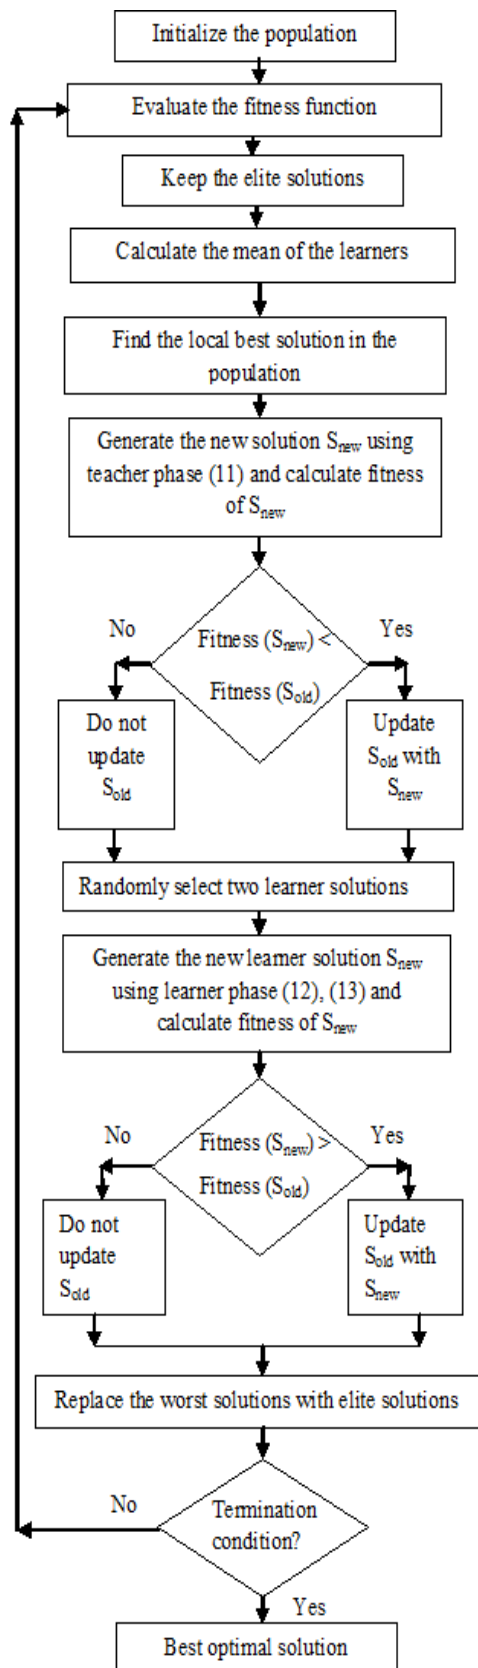 Initialize the population
Evaluate the fitness function
Keep the elite solutions
Calculate the mean of the learners
Find the local best solution in the
population
Generate the new solution Snew using
teacher phase (11) and calculate fitness
of Snew
No
Yes
Fitness (Snew) <
Fitness (Sold)
Do not
update
Sold
Update
Sold with
Snew
Randomly select two learner solutions
Generate the new learner solution Snew
using learner phase (12), (13) and
calculate fitness of Snew
No
Yes
Fitness (Snew) >
Fitness (Sold)
Do not
update
Sold
Update
Sold with
Snew
Replace the worst solutions with elite solutions
No
Termination
condition?
Yes
Best optimal solution